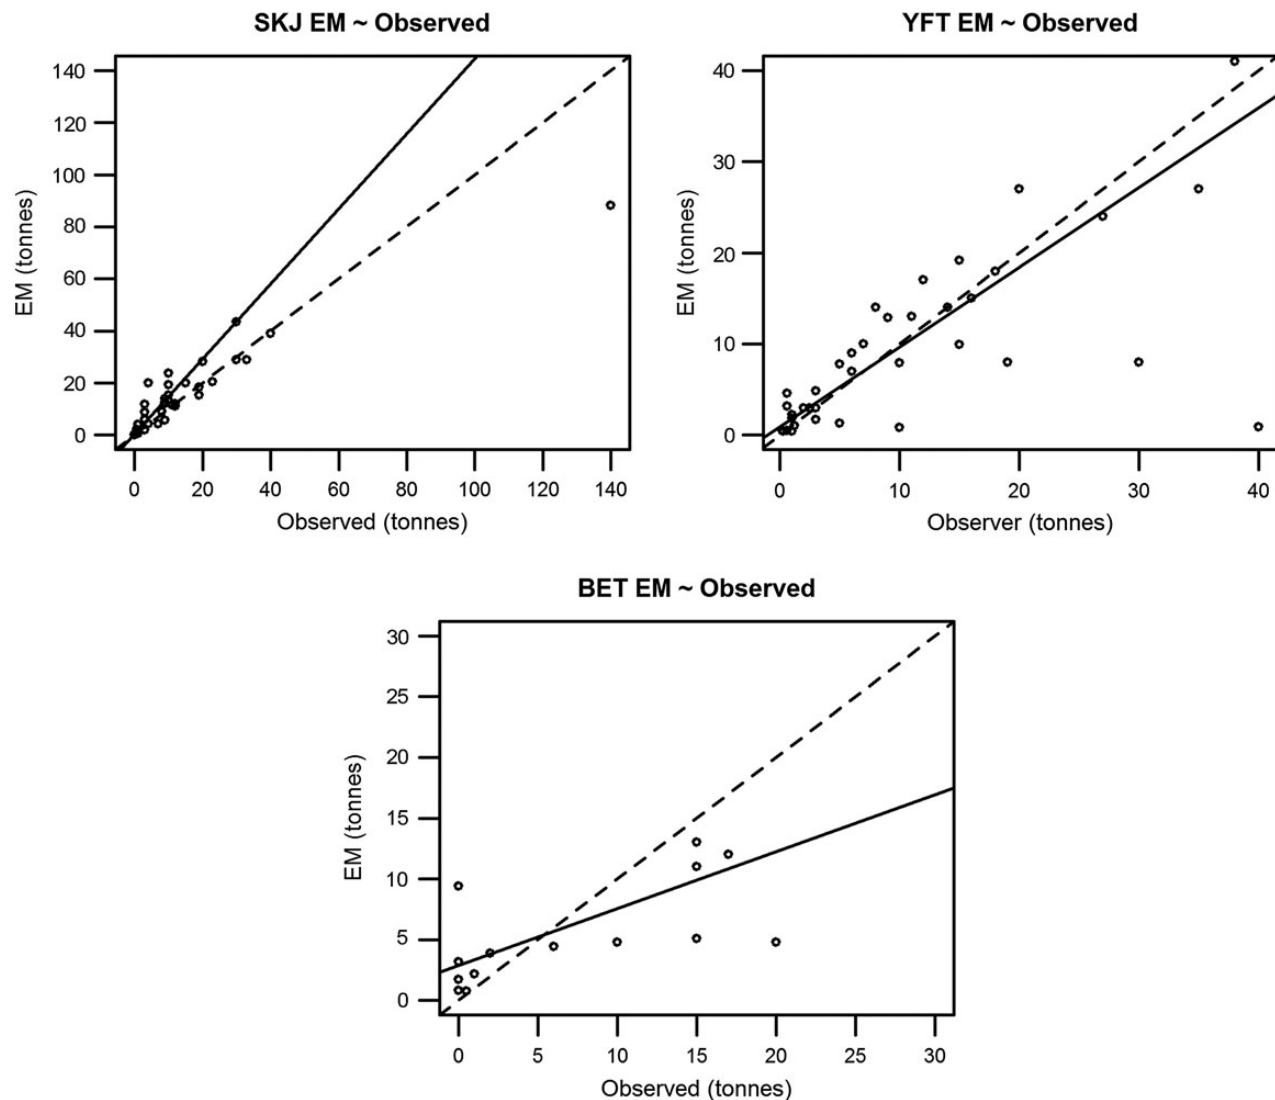 SKJ EM ~ Observed
140
120
100
80
60
40
20
0
EM (tonnes)
0 20 40 60 80 100 120 140
Observed (tonnes)
YFT EM ~ Observed
40
30
20
10
0
EM (tonnes)
0 10 20 30 40
Observer (tonnes)
BET EM ~ Observed
30
25
20
15
10
5
0
EM (tonnes)
0 5 10 15 20 25 30
Observed (tonnes)